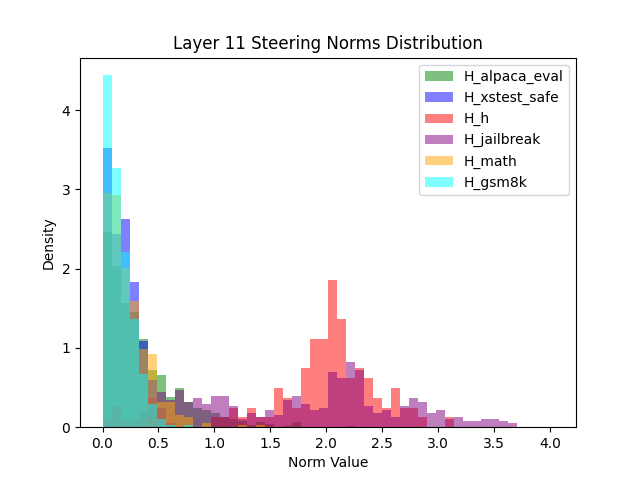 Layer 11 Steering Norms Distribution
H_alpaca_eval
H_xstest_safe
H_h
H_jailbreak
H_math
H_gsm8k
Density
4
3
2
1
0
0.0 0.5 1.0 1.5 2.0 2.5 3.0 3.5 4.0
Norm Value